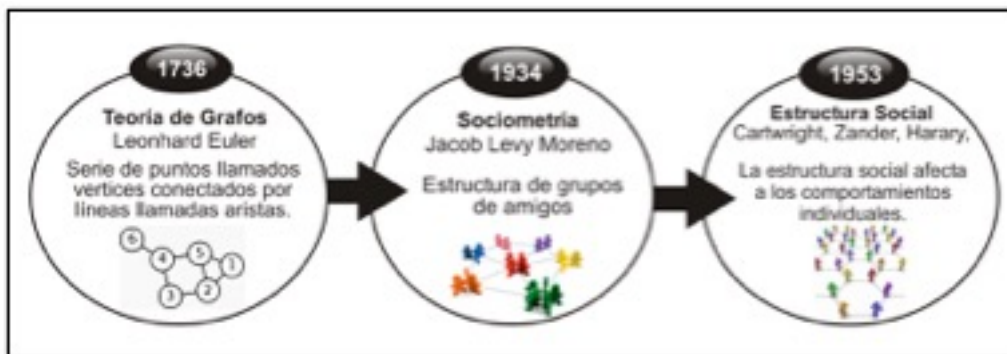 1736
Teoría de Grafos
Leonhard Euler
Serie de puntos llamados
vertices conectados por
líneas llamadas aristas.
6
4
5
1
3
2
1934
Sociometria
Jacob Levy Moreno
Estructura de grupos
de amigos
1953
Estructura Social
Cartwright, Zander, Harary,
La estructura social afecta
a los comportamientos
individuales.